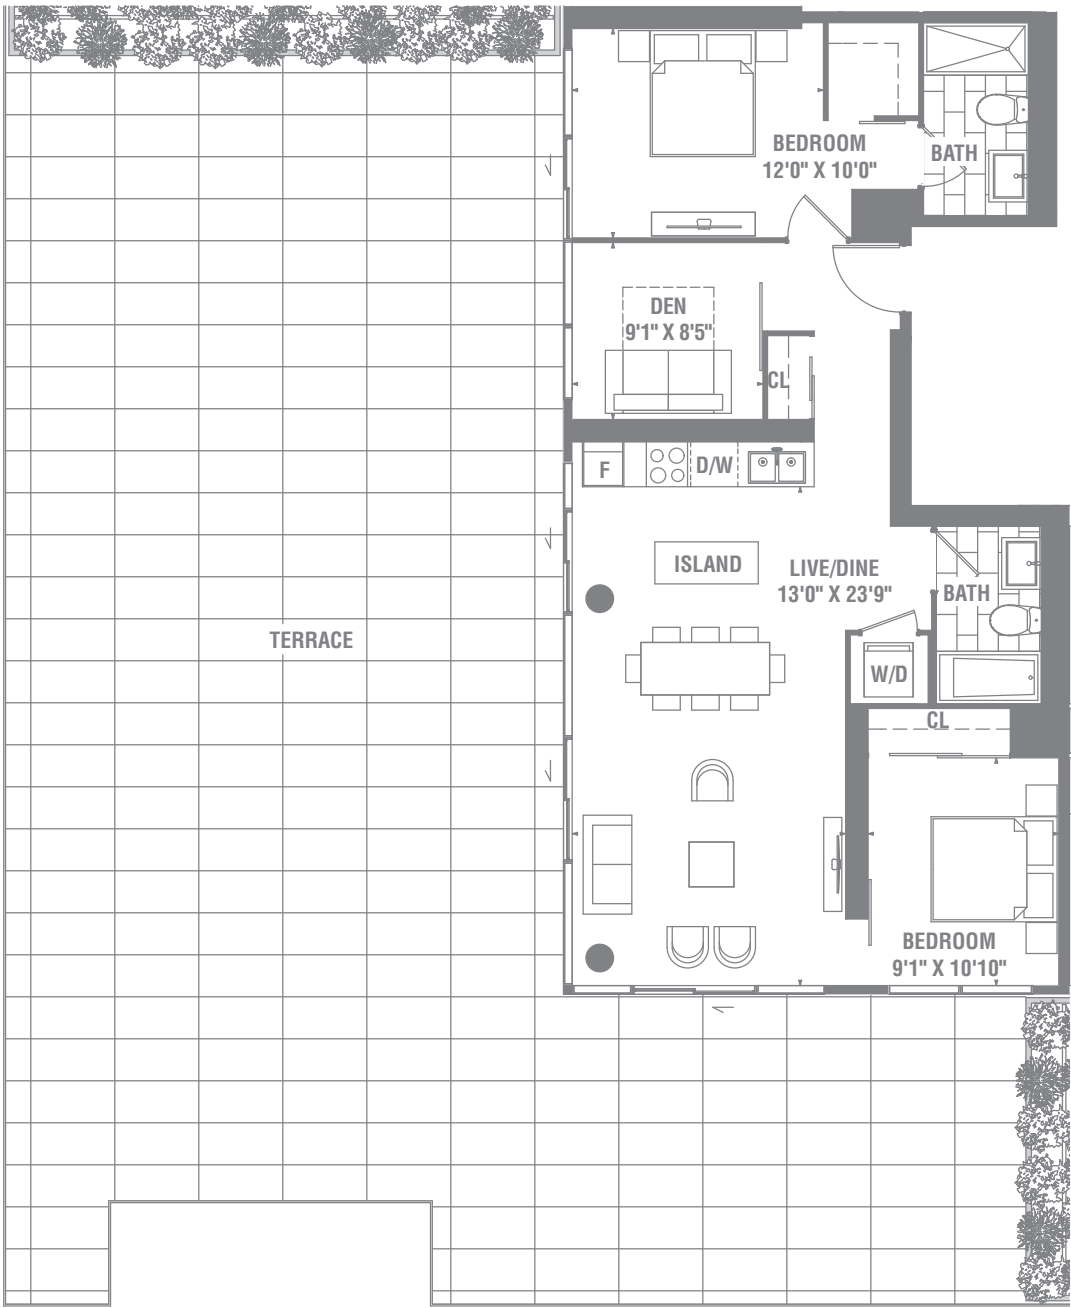 BEDROOM
12'0" X 10'0"
BATH
DEN
9'1" X 8'5"
CL
F
D/W
ISLAND
LIVE/DINE
13'0" X 23'9"
BATH
TERRACE
W/D
CL
BEDROOM
9'1" X 10'10"